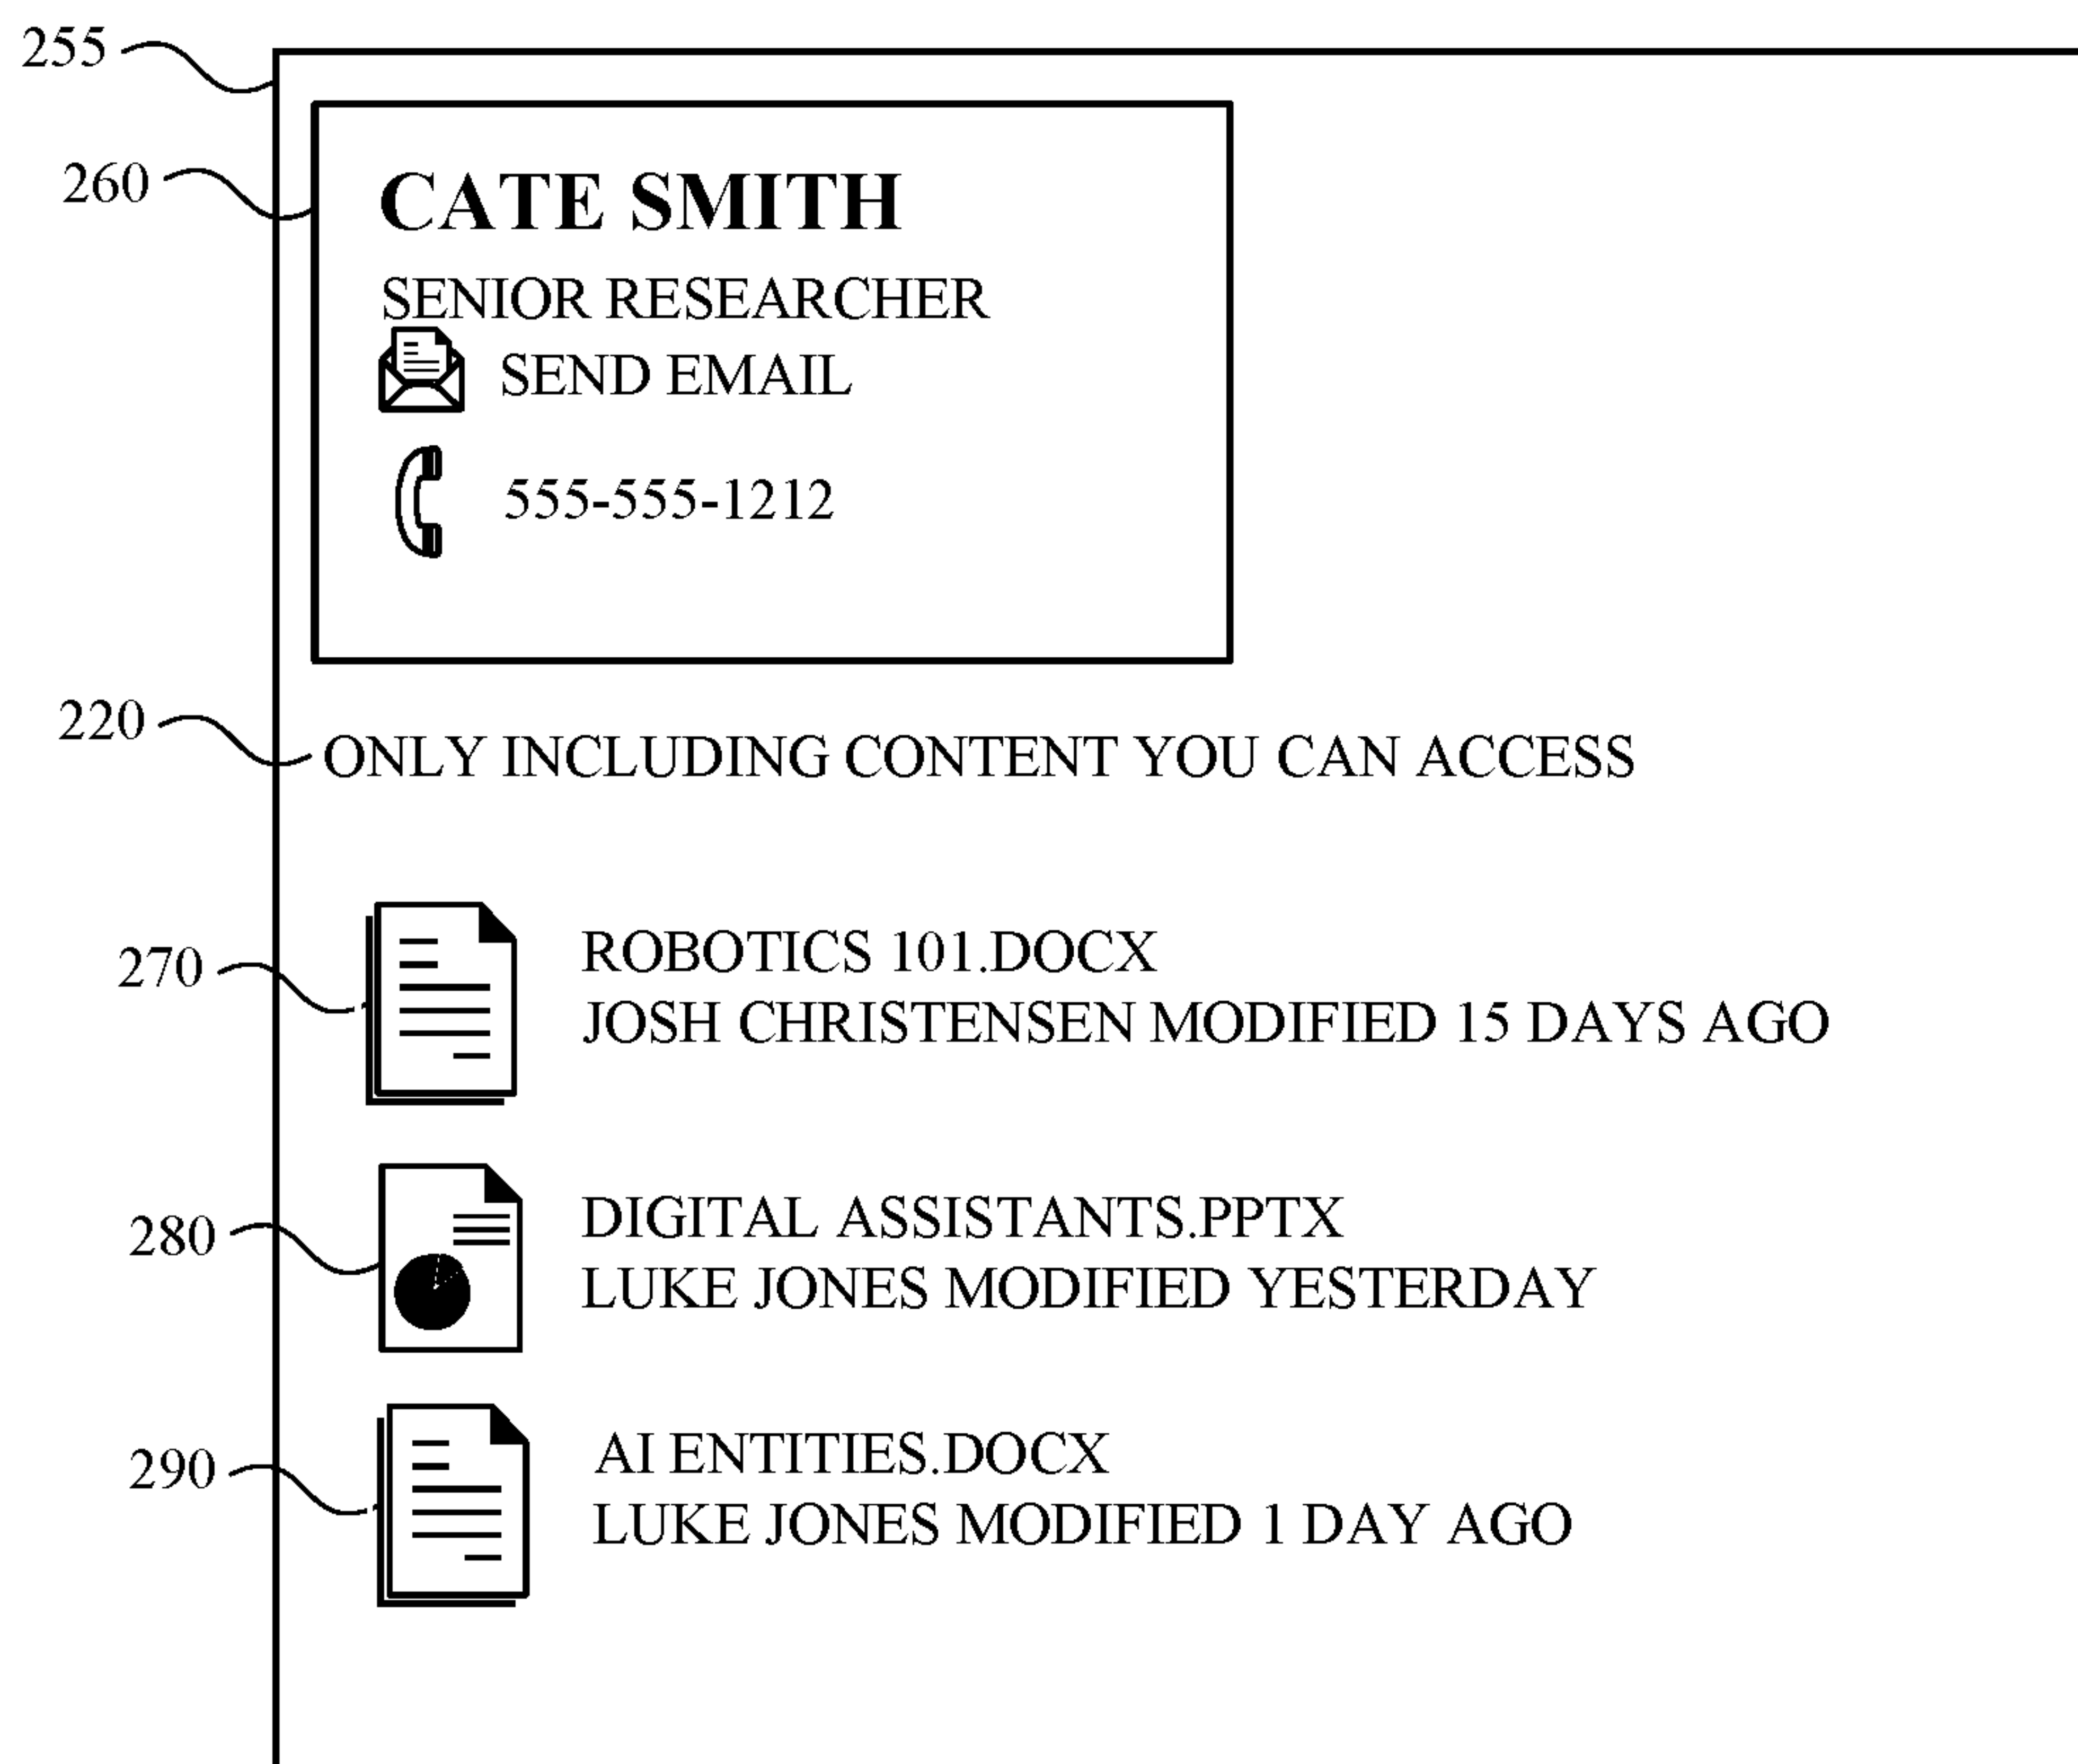 255
260
CATE SMITH
SENIOR RESEARCHER
SEND EMAIL
555-555-1212
220
ONLY INCLUDING CONTENT YOU CAN ACCESS
270
ROBOTICS 101.DOCX
JOSH CHRISTENSEN MODIFIED 15 DAYS AGO
280
DIGITAL ASSISTANTS.PPTX
LUKE JONES MODIFIED YESTERDAY
290
AI ENTITIES.DOCX
LUKE JONES MODIFIED 1 DAY AGO